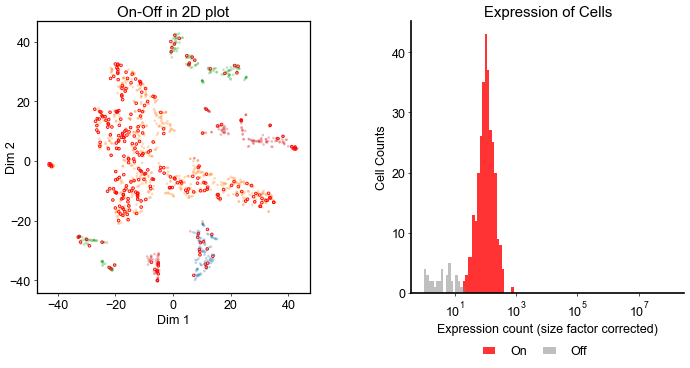 On-Off in 2D plot
40
20
0
−20
−40
Dim 2
−40 −20 0 20 40
Dim 1
Expression of Cells
40
30
20
10
0
Cell Counts
10^1 10^3 10^5 10^7
Expression count (size factor corrected)
On Off